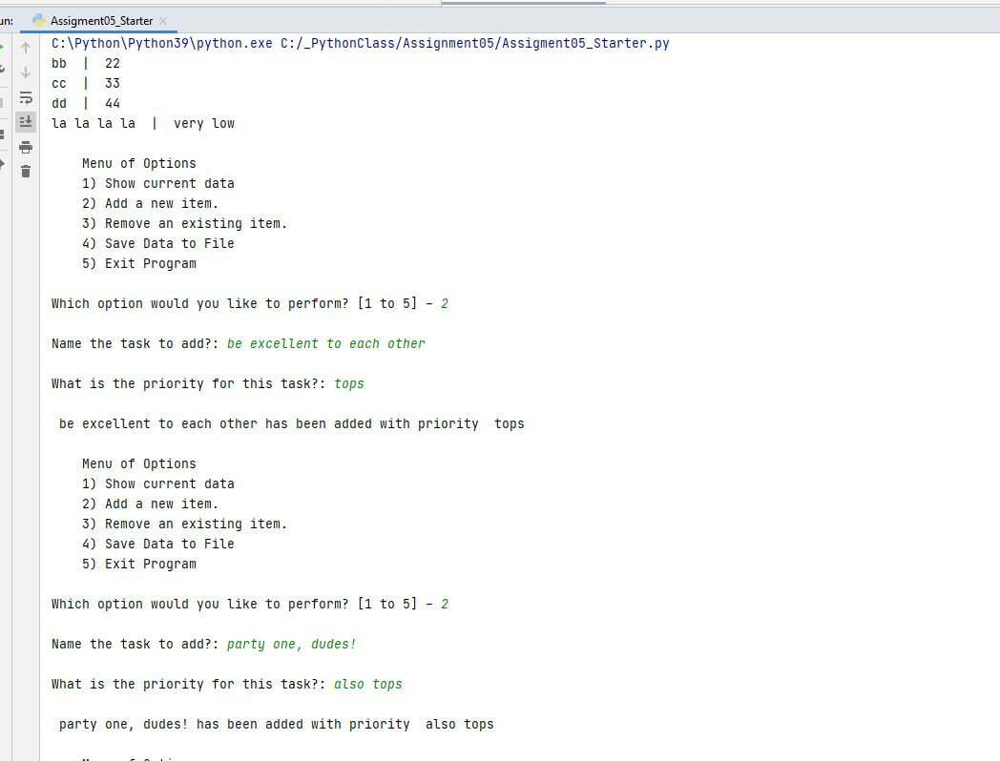 un: Assigment05_Starter ×
C:\Python\Python39\python.exe C:/_PythonClass/Assignment05/Assigment05_Starter.py
bb  |  22
cc  |  33
dd  |  44
la la la la  |  very low
Menu of Options
1) Show current data
2) Add a new item.
3) Remove an existing item.
4) Save Data to File
5) Exit Program
Which option would you like to perform? [1 to 5] - 2
Name the task to add?: be excellent to each other
What is the priority for this task?: tops
be excellent to each other has been added with priority  tops
Menu of Options
1) Show current data
2) Add a new item.
3) Remove an existing item.
4) Save Data to File
5) Exit Program
Which option would you like to perform? [1 to 5] - 2
Name the task to add?: party one, dudes!
What is the priority for this task?: also tops
party one, dudes! has been added with priority  also tops